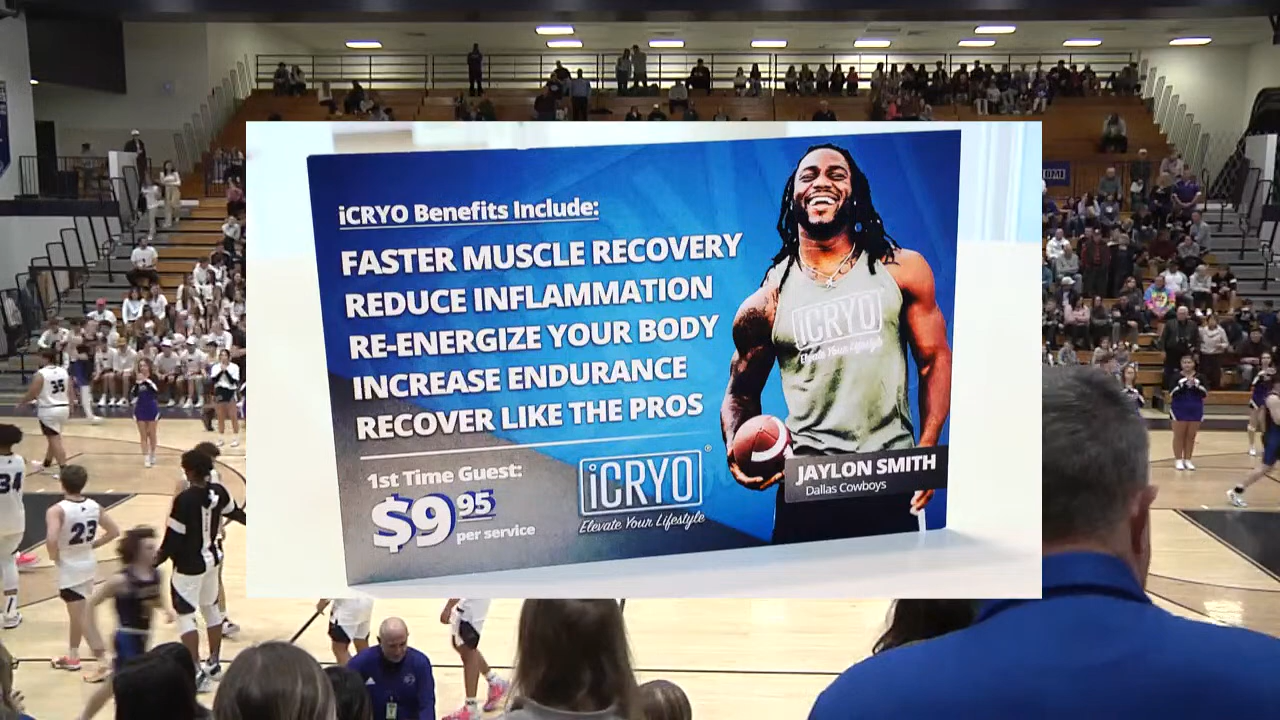 iCRYO Benefits Include:
FASTER MUSCLE RECOVERY
REDUCE INFLAMMATION
RE-ENERGIZE YOUR BODY
INCREASE ENDURANCE
RECOVER LIKE THE PROS
1st Time Guest:
$9 95
per service
iCRYO®
Elevate Your Lifestyle
iCRYO
Elevate Your Lifestyle
JAYLON SMITH
Dallas Cowboys
35
34
23